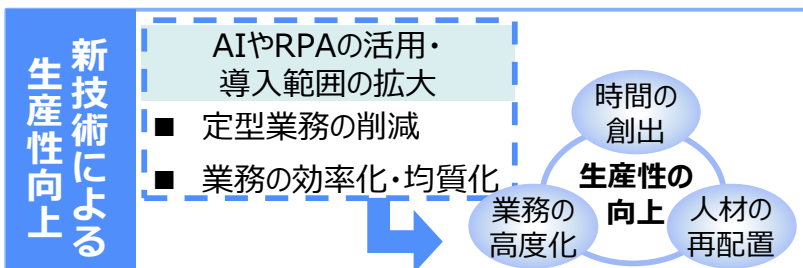 新技術による
生産性向上
AIやRPAの活用・
導入範囲の拡大
■ 定型業務の削減
■ 業務の効率化・均質化
時間の
創出
生産性の
向上
業務の
高度化
人材の
再配置